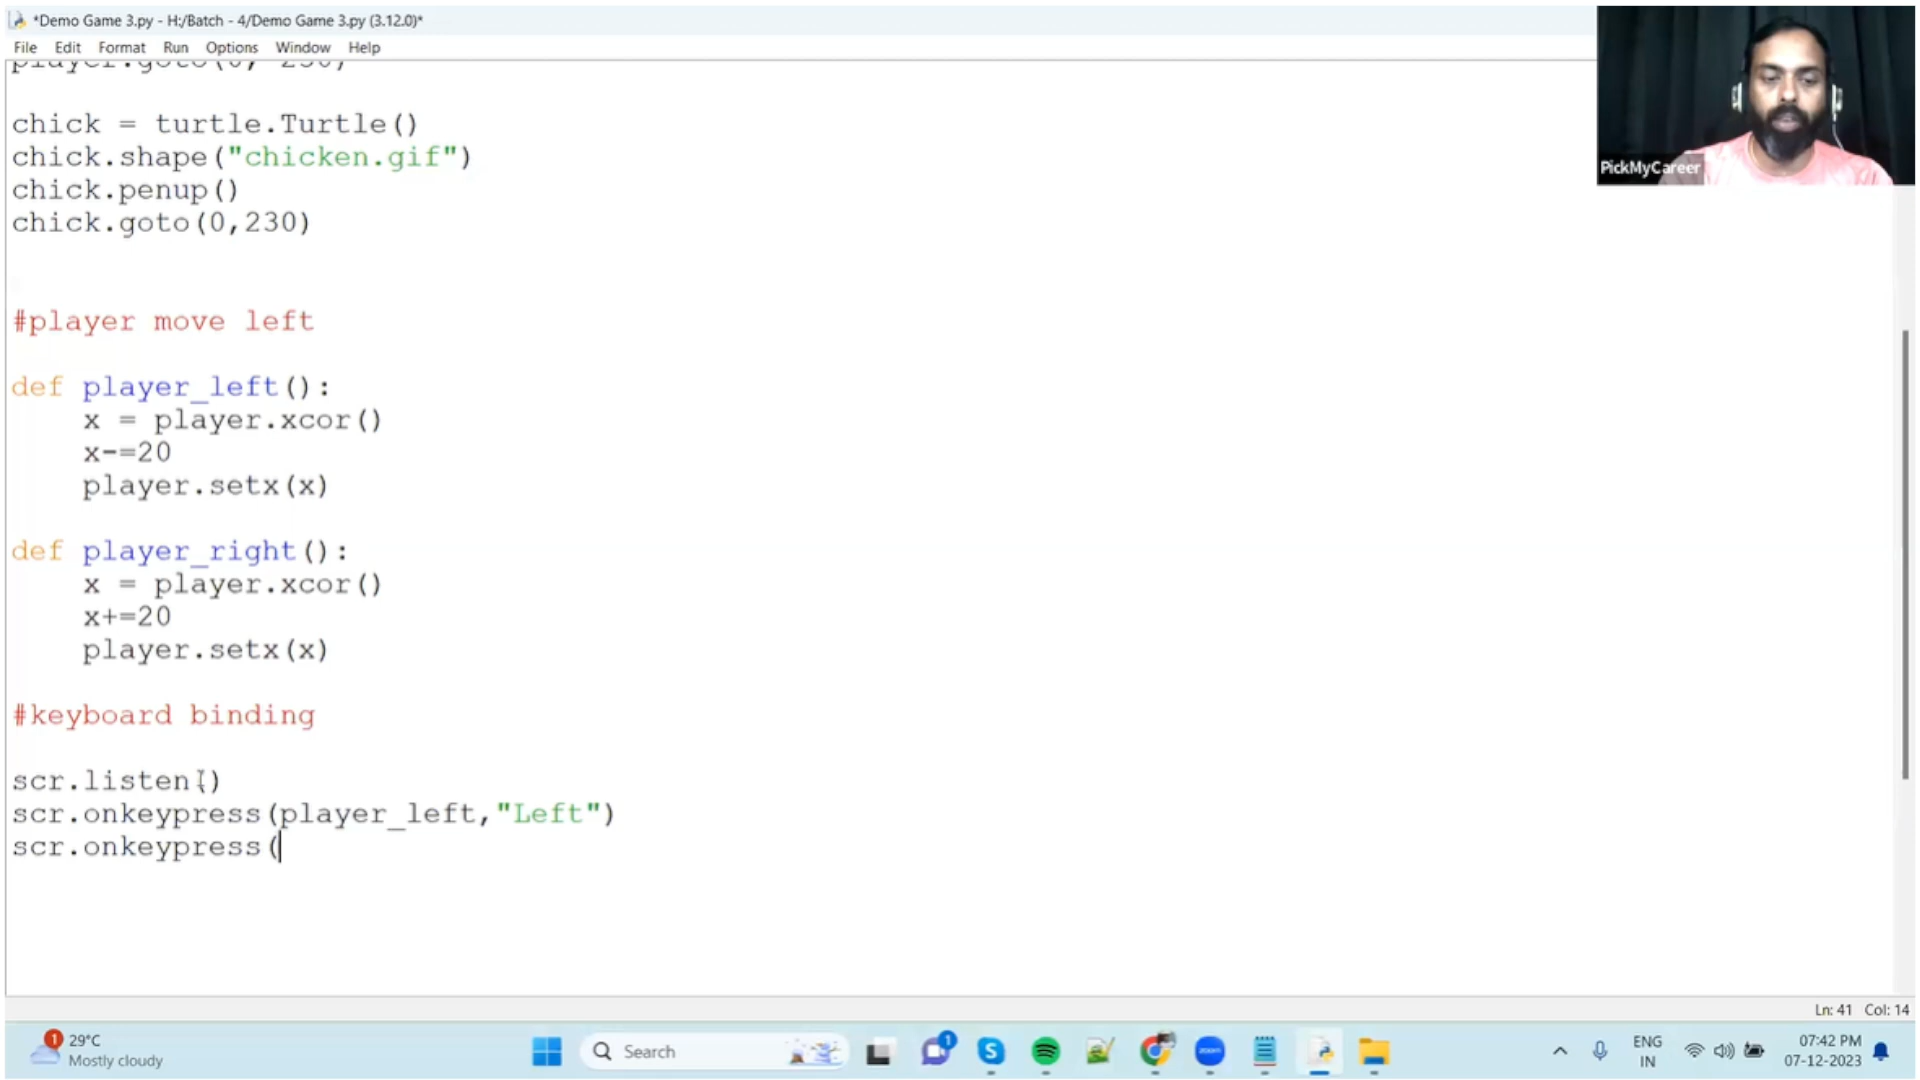 *Demo Game 3.py - H:/Batch - 4/Demo Game 3.py (3.12.0)*
File Edit Format Run Options Window Help
chick = turtle.Turtle()
chick.shape("chicken.gif")
chick.penup()
chick.goto(0,230)
#player move left
def player_left():
    x = player.xcor()
    x-=20
    player.setx(x)
def player_right():
    x = player.xcor()
    x+=20
    player.setx(x)
#keyboard binding
scr.listen()
scr.onkeypress(player_left,"Left")
scr.onkeypress(
PickMyCareer
Ln: 41 Col: 14
1
29°C
Mostly cloudy
Search
1
zoom
ENG
IN
07:42 PM
07-12-2023